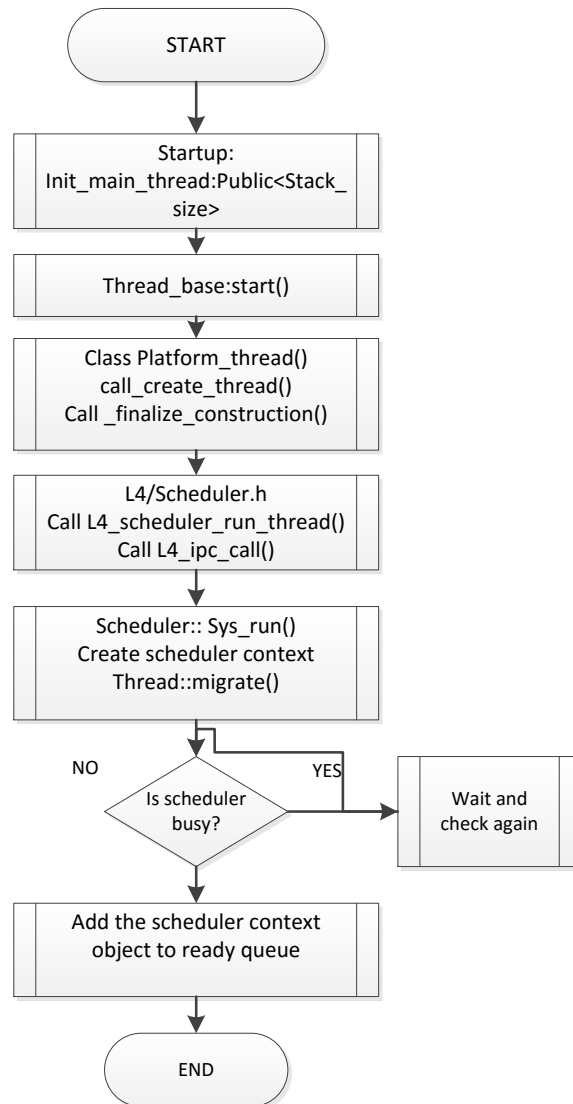 START
Startup:
Init_main_thread:Public<Stack_
size>
Thread_base:start()
Class Platform_thread()
call_create_thread()
Call _finalize_construction()
L4/Scheduler.h
Call L4_scheduler_run_thread()
Call L4_ipc_call()
Scheduler:: Sys_run()
Create scheduler context
Thread::migrate()
NO
YES
Is scheduler
busy?
Wait and
check again
Add the scheduler context
object to ready queue
END